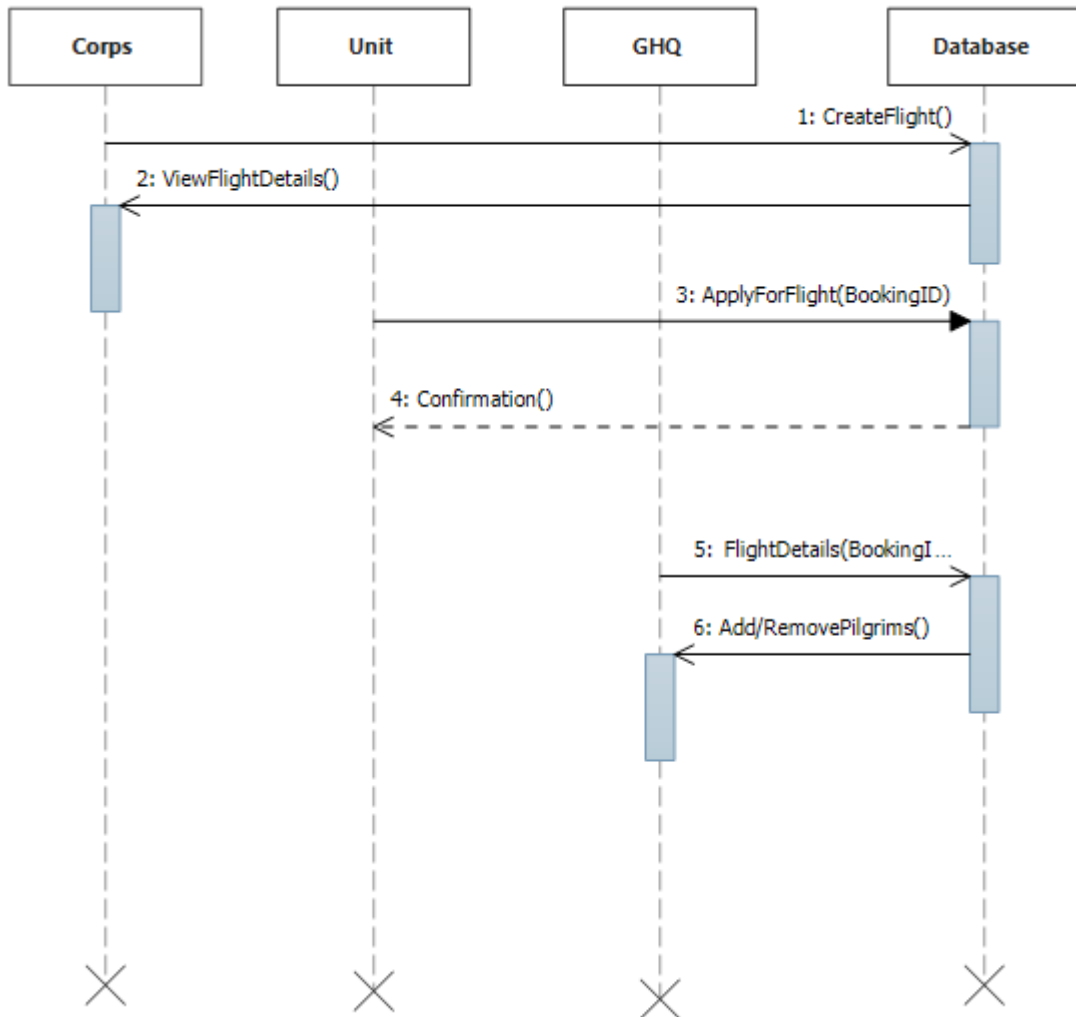 Corps
Unit
GHQ
Database
1: CreateFlight()
2: ViewFlightDetails()
3: ApplyForFlight(BookingID)
4: Confirmation()
5: FlightDetails(BookingI...
6: Add/RemovePilgrims()